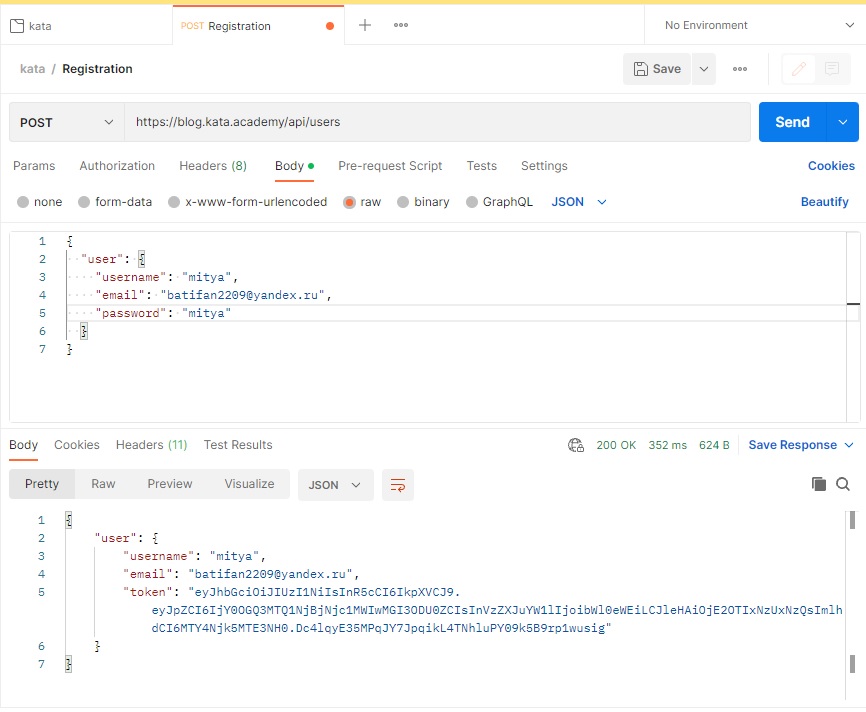 kata
POST Registration
No Environment
kata / Registration
Save
POST
https://blog.kata.academy/api/users
Send
Params Authorization Headers (8) Body Pre-request Script Tests Settings Cookies
none form-data x-www-form-urlencoded raw binary GraphQL JSON Beautify
1 {
2 "user": {
3 "username": "mitya",
4 "email": "batifan2209@yandex.ru",
5 "password": "mitya"
6 }
7 }
Body Cookies Headers (11) Test Results 200 OK 352 ms 624 B Save Response
Pretty Raw Preview Visualize JSON
1 {
2 "user": {
3 "username": "mitya",
4 "email": "batifan2209@yandex.ru",
5 "token": "eyJhbGciOiJIUzI1NiIsInR5cCI6IkpXVCJ9.
eyJpZCI6IjY0OGQ3MTQ1NjBjNjc1MWIwMGI3ODU0ZCIsInVzZXJuYW1lIjoibWl0eWEiLCJleHAiOjE2OTIxNzUxNzQsImlh
dCI6MTY4Njk5MTE3NH0.Dc4lqyE35MPqJY7JpqikL4TNhluPY09k5B9rp1wusig"
6 }
7 }